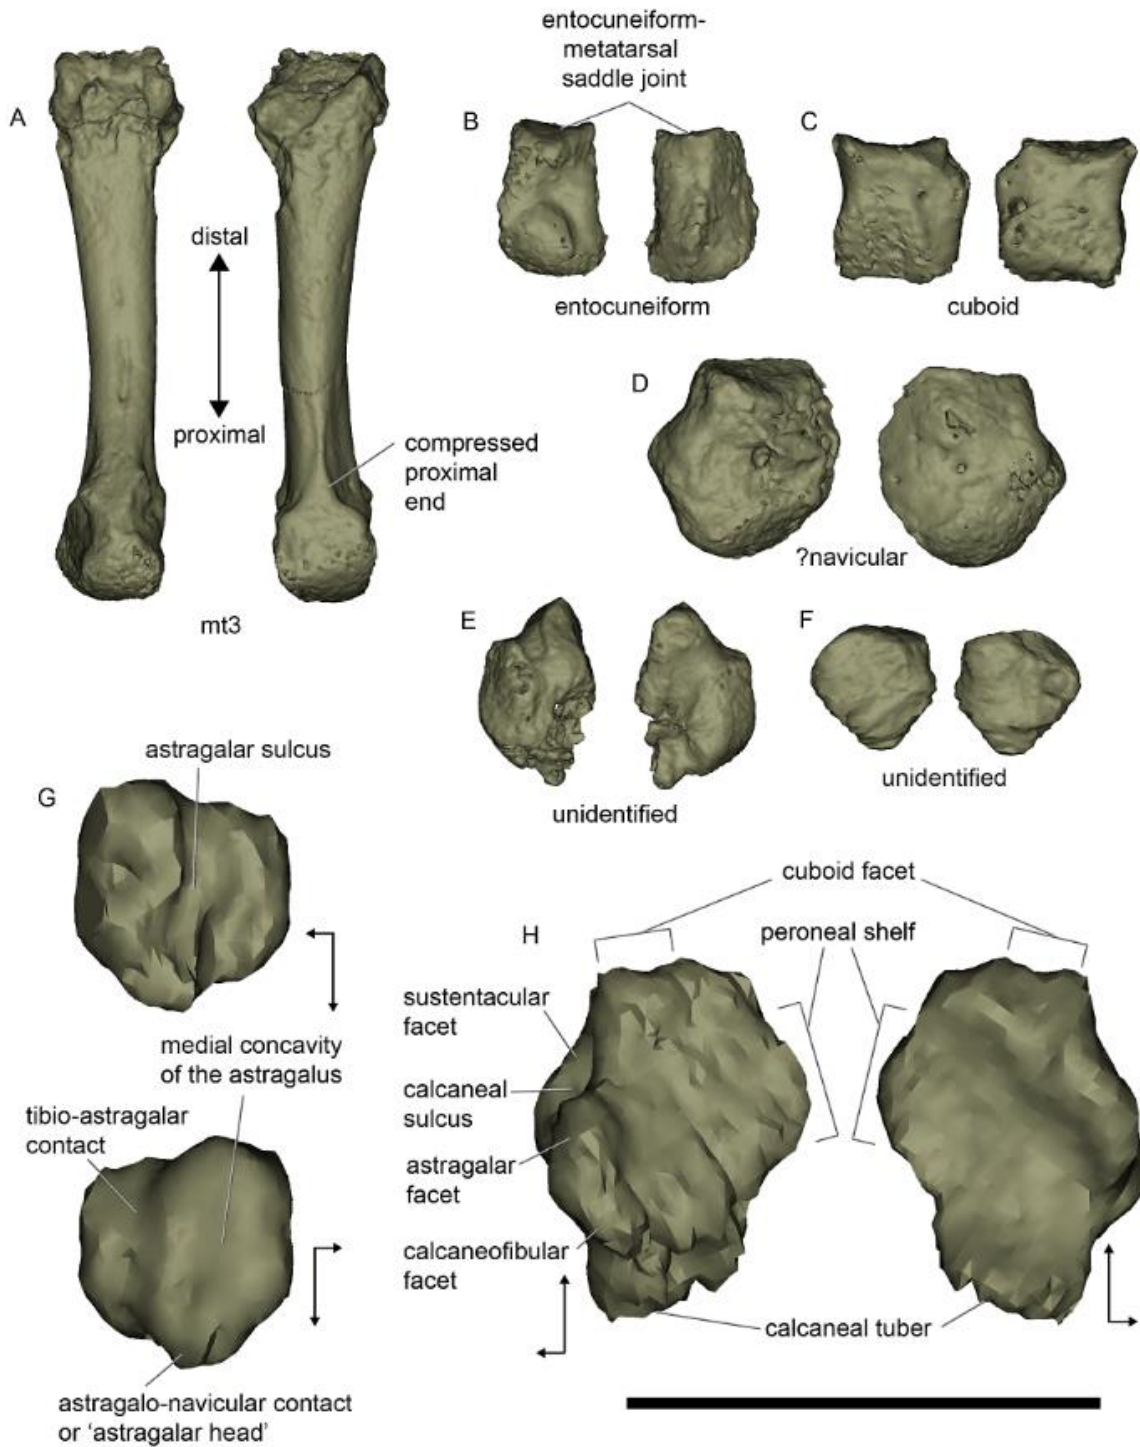 entocuneiform-
metatarsal
saddle joint
A
B
C
distal
proximal
entocuneiform
cuboid
D
compressed
proximal
end
?navicular
mt3
E
F
unidentified
unidentified
astragalar sulcus
G
cuboid facet
H
peroneal shelf
sustentacular
facet
medial concavity
of the astragalus
calcaneal
sulcus
tibio-astragalar
contact
astragalar
facet
calcaneofibular
facet
calcaneal tuber
astragalo-navicular contact
or ‘astragalar head’